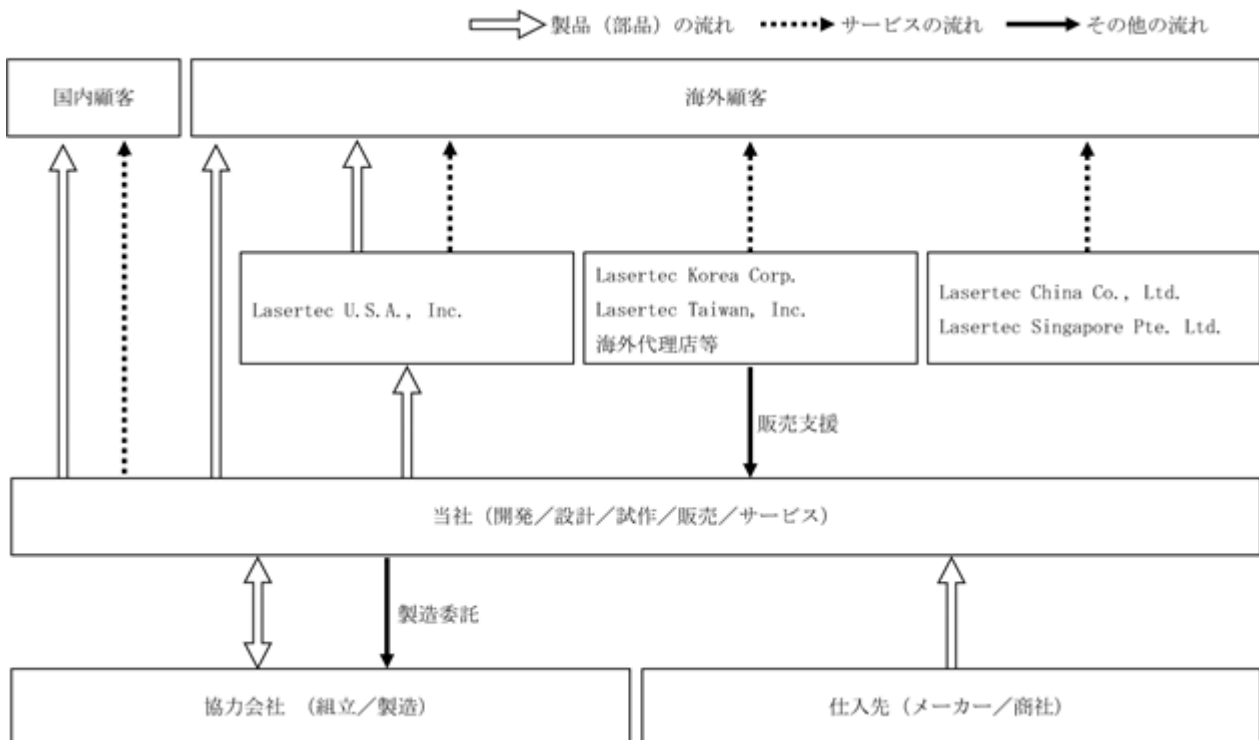 製品（部品）の流れ
サービスの流れ
その他の流れ
国内顧客
海外顧客
Lasertec U.S.A., Inc.
Lasertec Korea Corp.
Lasertec Taiwan, Inc.
海外代理店等
Lasertec China Co., Ltd.
Lasertec Singapore Pte. Ltd.
販売支援
当社（開発／設計／試作／販売／サービス）
製造委託
協力会社 （組立／製造）
仕入先（メーカー／商社）